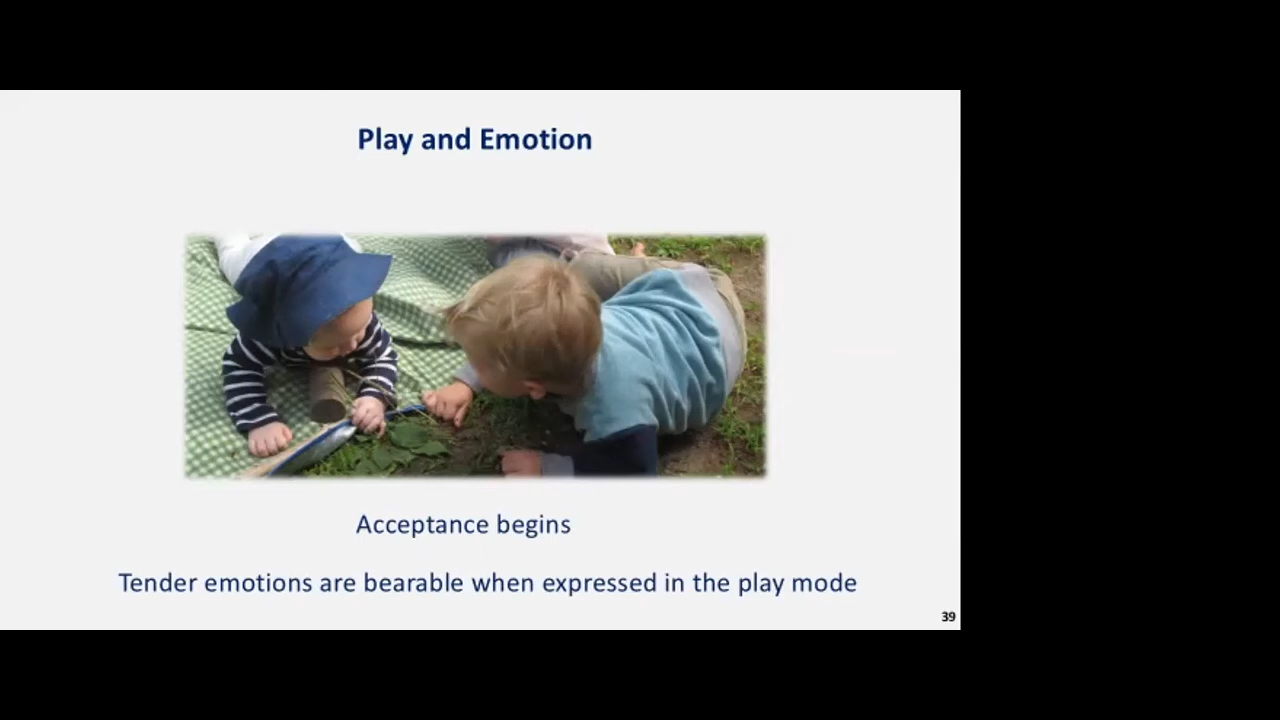 Play and Emotion
Acceptance begins
Tender emotions are bearable when expressed in the play mode
39